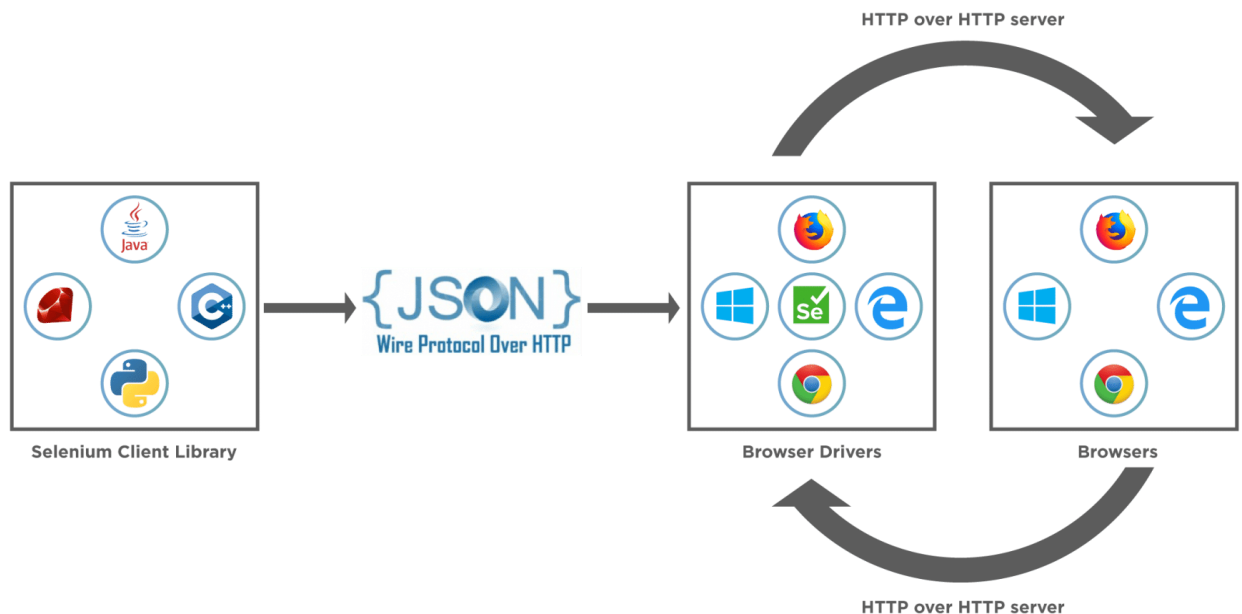 HTTP over HTTP server
Java
C++
{JSON}
Wire Protocol Over HTTP
Se
Selenium Client Library
Browser Drivers
Browsers
HTTP over HTTP server